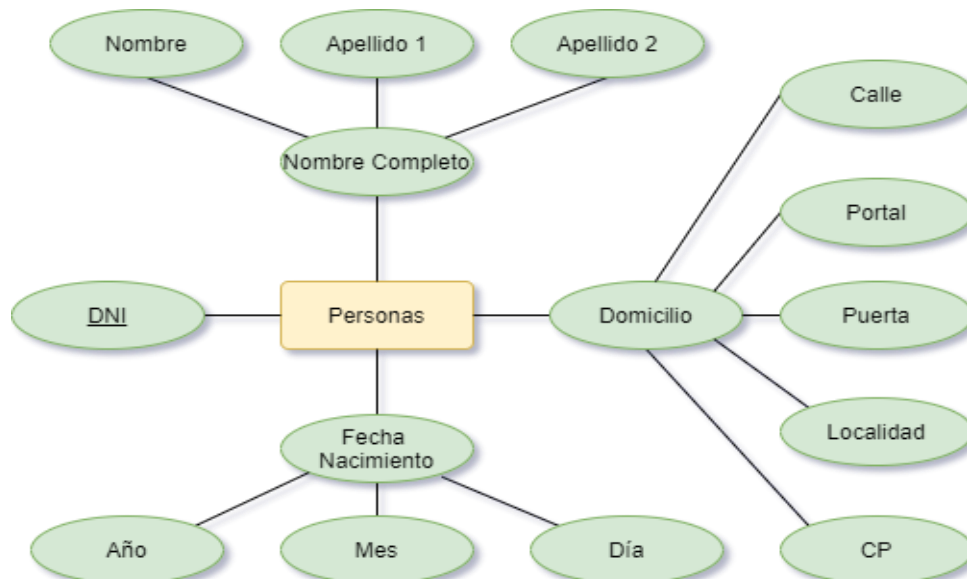 Nombre
Apellido 1
Apellido 2
Calle
Nombre Completo
Portal
DNI
Personas
Domicilio
Puerta
Fecha
Nacimiento
Localidad
Año
Mes
Día
CP